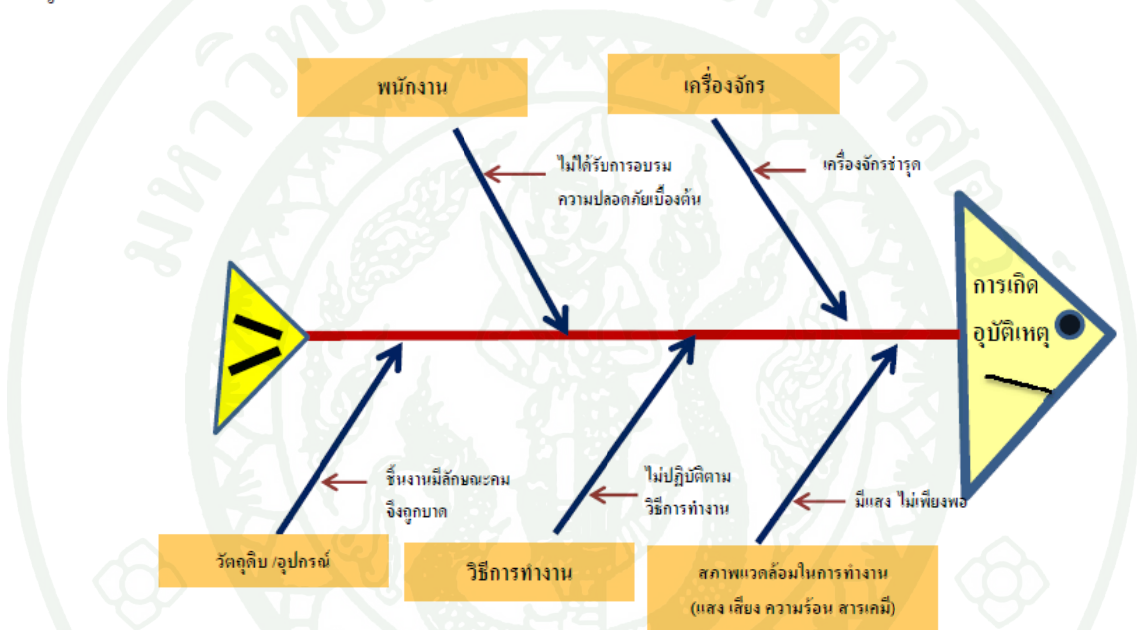 พนักงาน
เครื่องจักร
ไม่ได้รับการอบรม
ความปลอดภัยเบื้องต้น
เครื่องจักรชำรุด
การเกิด
อุบัติเหตุ
ชิ้นงานมีลักษณะคม
จึงถูกบาด
ไม่ปฏิบัติตาม
วิธีการทำงาน
มีแสง ไม่เพียงพอ
วัตถุดิบ /อุปกรณ์
วิธีการทำงาน
สภาพแวดล้อมในการทำงาน
(แสง เสียง ความร้อน สารเคมี)